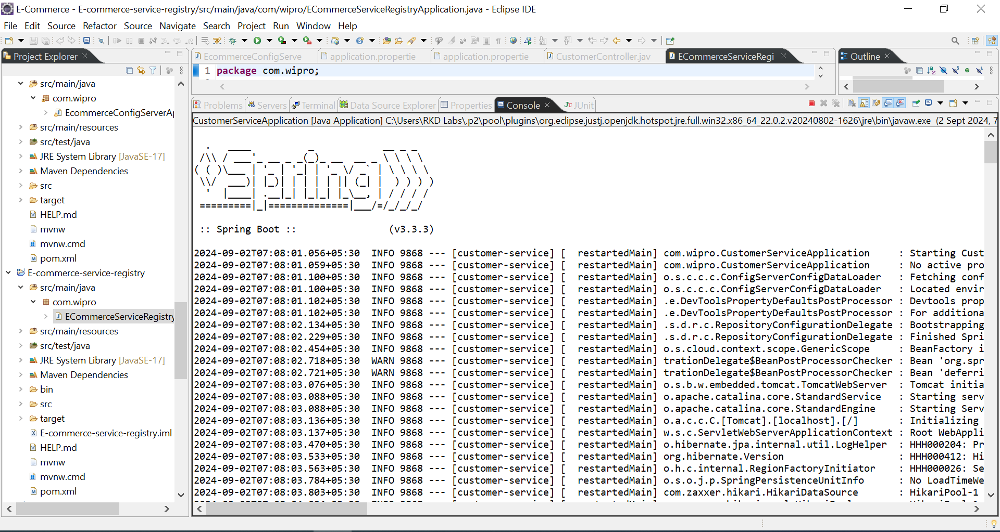 E-Commerce - E-commerce-service-registry/src/main/java/com/wipro/ECommerceServiceRegistryApplication.java - Eclipse IDE
File Edit Source Refactor Source Navigate Search Project Run Window Help
Project Explorer
src/main/java
com.wipro
EcommerceConfigServerAp
src/main/resources
src/test/java
JRE System Library [JavaSE-17]
Maven Dependencies
src
target
HELP.md
mvnw
mvnw.cmd
pom.xml
E-commerce-service-registry
src/main/java
com.wipro
ECommerceServiceRegistry
src/main/resources
src/test/java
JRE System Library [JavaSE-17]
Maven Dependencies
bin
src
target
E-commerce-service-registry.iml
HELP.md
mvnw
mvnw.cmd
pom.xml
EcommerceConfigServe application.propertie application.propertie CustomerController.jav ECommerceServiceRegi
1 package com.wipro;
Outline
Problems Servers Terminal Data Source Explorer Properties Console JUnit
CustomerServiceApplication [Java Application] C:\Users\RKD Labs\.p2\pool\plugins\org.eclipse.justj.openjdk.hotspot.jre.full.win32.x86_64_22.0.2.v20240802-1626\jre\bin\javaw.exe (2 Sept 2024, 7
  .   ____          _            __ _ _
 /\\ / ___'_ __ _ _(_)_ __  __ _ \ \ \ \
( ( )\___ | '_ | '_| | '_ \/ _` | \ \ \ \
 \\/  ___)| |_)| | | | | || (_| |  ) ) ) )
  '  |____| .__|_| |_|_| |_\__, | / / / /
 =========|_|==============|___/=/_/_/_/
:: Spring Boot :: (v3.3.3)
2024-09-02T07:08:01.056+05:30 INFO 9868 --- [customer-service] [ restartedMain] com.wipro.CustomerServiceApplication : Starting Cust
2024-09-02T07:08:01.059+05:30 INFO 9868 --- [customer-service] [ restartedMain] com.wipro.CustomerServiceApplication : No active pro
2024-09-02T07:08:01.100+05:30 INFO 9868 --- [customer-service] [ restartedMain] o.s.c.c.c.ConfigServerConfigDataLoader : Fetching conf
2024-09-02T07:08:01.100+05:30 INFO 9868 --- [customer-service] [ restartedMain] o.s.c.c.c.ConfigServerConfigDataLoader : Located envir
2024-09-02T07:08:01.102+05:30 INFO 9868 --- [customer-service] [ restartedMain] .e.DevToolsPropertyDefaultsPostProcessor : Devtools prop
2024-09-02T07:08:01.102+05:30 INFO 9868 --- [customer-service] [ restartedMain] .e.DevToolsPropertyDefaultsPostProcessor : For additiona
2024-09-02T07:08:02.134+05:30 INFO 9868 --- [customer-service] [ restartedMain] .s.d.r.c.RepositoryConfigurationDelegate : Bootstrapping
2024-09-02T07:08:02.229+05:30 INFO 9868 --- [customer-service] [ restartedMain] .s.d.r.c.RepositoryConfigurationDelegate : Finished Spri
2024-09-02T07:08:02.454+05:30 INFO 9868 --- [customer-service] [ restartedMain] o.s.cloud.context.scope.GenericScope : BeanFactory i
2024-09-02T07:08:02.718+05:30 WARN 9868 --- [customer-service] [ restartedMain] trationDelegate$BeanPostProcessorChecker : Bean 'org.spr
2024-09-02T07:08:02.721+05:30 WARN 9868 --- [customer-service] [ restartedMain] trationDelegate$BeanPostProcessorChecker : Bean 'deferri
2024-09-02T07:08:03.076+05:30 INFO 9868 --- [customer-service] [ restartedMain] o.s.b.w.embedded.tomcat.TomcatWebServer : Tomcat initia
2024-09-02T07:08:03.088+05:30 INFO 9868 --- [customer-service] [ restartedMain] o.apache.catalina.core.StandardService : Starting serv
2024-09-02T07:08:03.088+05:30 INFO 9868 --- [customer-service] [ restartedMain] o.apache.catalina.core.StandardEngine : Starting Serv
2024-09-02T07:08:03.136+05:30 INFO 9868 --- [customer-service] [ restartedMain] o.a.c.c.C.[Tomcat].[localhost].[/] : Initializing
2024-09-02T07:08:03.137+05:30 INFO 9868 --- [customer-service] [ restartedMain] w.s.c.ServletWebServerApplicationContext : Root WebAppli
2024-09-02T07:08:03.470+05:30 INFO 9868 --- [customer-service] [ restartedMain] o.hibernate.jpa.internal.util.LogHelper : HHH000204: Pr
2024-09-02T07:08:03.533+05:30 INFO 9868 --- [customer-service] [ restartedMain] org.hibernate.Version : HHH000412: Hi
2024-09-02T07:08:03.563+05:30 INFO 9868 --- [customer-service] [ restartedMain] o.h.c.internal.RegionFactoryInitiator : HHH000026: Se
2024-09-02T07:08:03.784+05:30 INFO 9868 --- [customer-service] [ restartedMain] o.s.o.j.p.SpringPersistenceUnitInfo : No LoadTimeWe
2024-09-02T07:08:03.803+05:30 INFO 9868 --- [customer-service] [ restartedMain] com.zaxxer.hikari.HikariDataSource : HikariPool-1